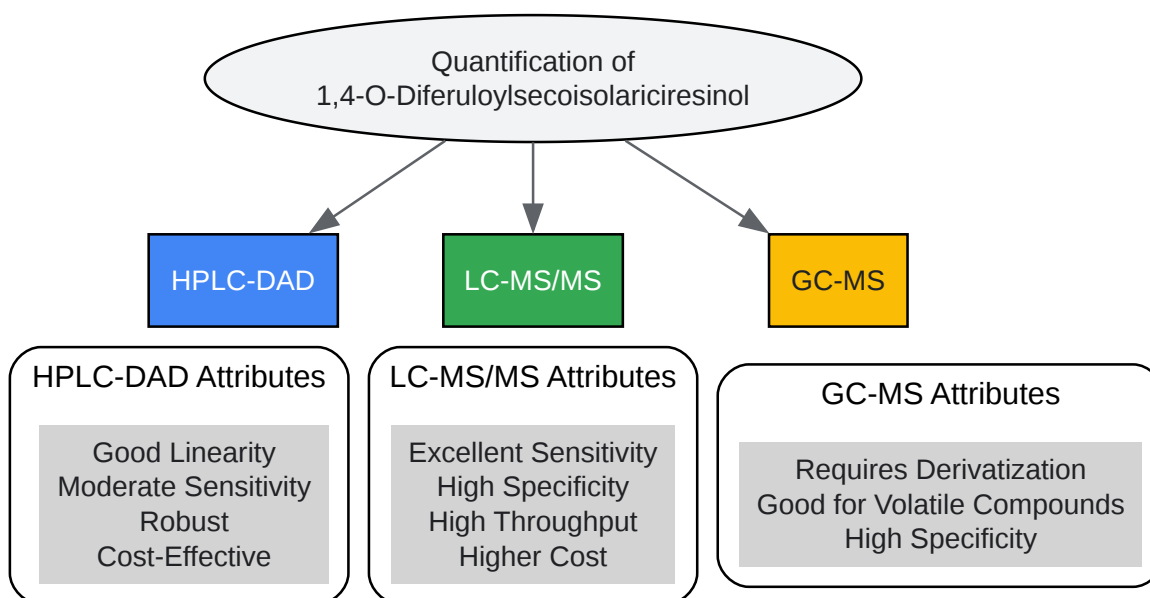 Quantification of
1,4-O-Diferuloylsecoisolariciresinol
HPLC-DAD
LC-MS/MS
GC-MS
HPLC-DAD Attributes
Good Linearity
Moderate Sensitivity
Robust
Cost-Effective
LC-MS/MS Attributes
Excellent Sensitivity
High Specificity
High Throughput
Higher Cost
GC-MS Attributes
Requires Derivatization
Good for Volatile Compounds
High Specificity